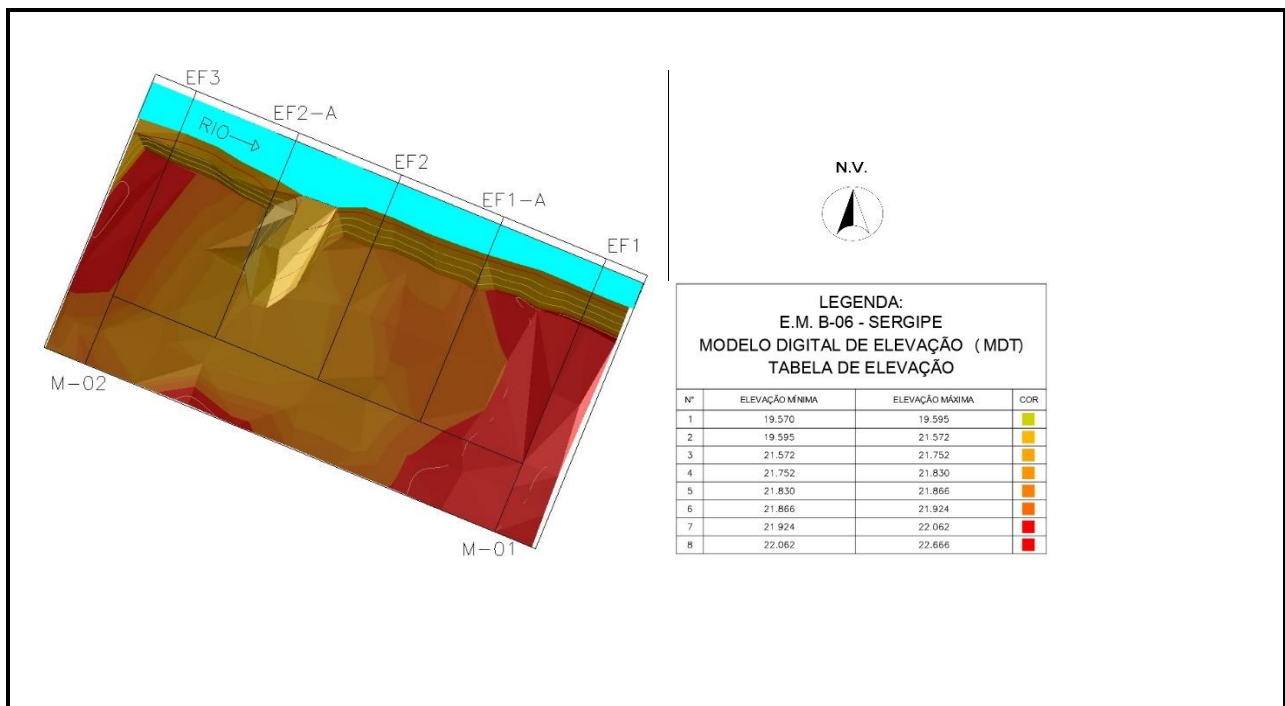 EF3
EF2-A
RIO
EF2
EF1-A
EF1
M-02
M-01
N.V.
LEGENDA:
E.M. B-06 - SERGIPE
MODELO DIGITAL DE ELEVAÇÃO ( MDT)
TABELA DE ELEVAÇÃO
N° ELEVAÇÃO MÍNIMA ELEVAÇÃO MÁXIMA COR
1 19.570 19.595
2 19.595 21.572
3 21.572 21.752
4 21.752 21.830
5 21.830 21.866
6 21.866 21.924
7 21.924 22.062
8 22.062 22.666